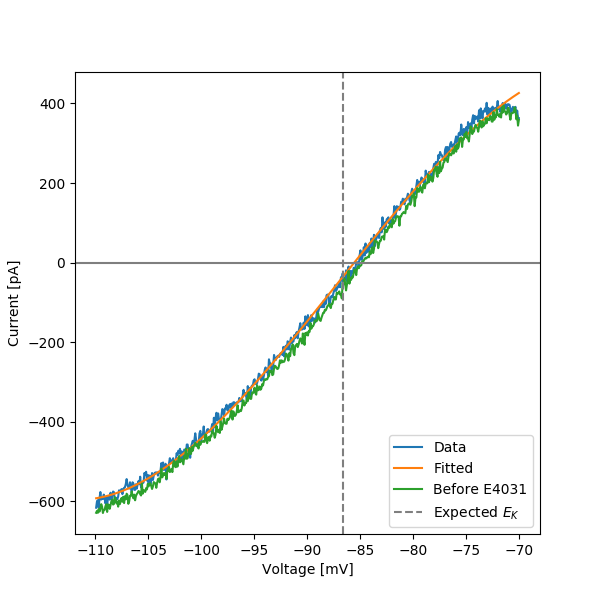 400
200
0
−200
−400
−600
Current [pA]
Data
Fitted
Before E4031
Expected $E_K$
−110
−105
−100
−95
−90
−85
−80
−75
−70
Voltage [mV]